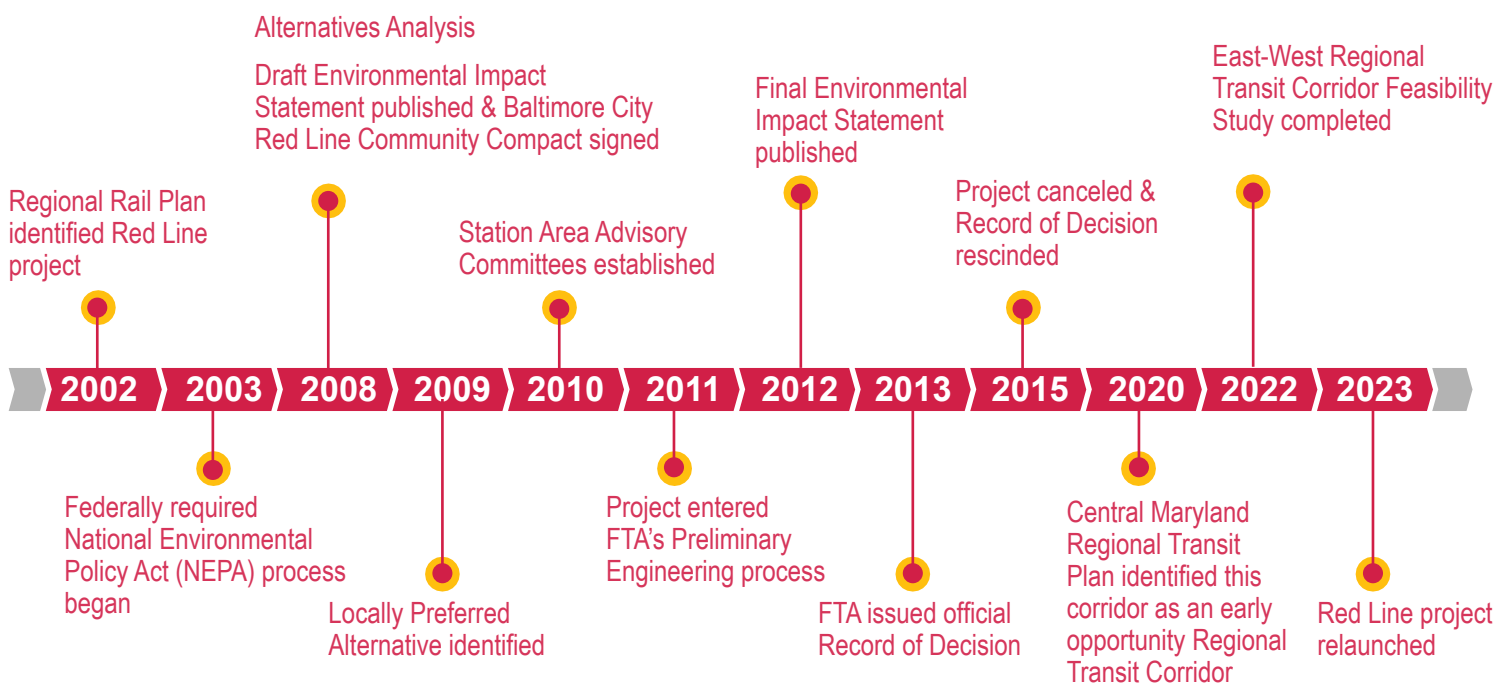 Alternatives Analysis
Draft Environmental Impact
Statement published & Baltimore City
Red Line Community Compact signed
East-West Regional
Transit Corridor Feasibility
Study completed
Final Environmental
Impact Statement
published
Regional Rail Plan
identified Red Line
project
Station Area Advisory
Committees established
Project canceled &
Record of Decision
rescinded
2002 2003 2008 2009 2010 2011 2012 2013 2015 2020 2022 2023
Federally required
National Environmental
Policy Act (NEPA) process
began
Locally Preferred
Alternative identified
Project entered
FTA's Preliminary
Engineering process
FTA issued official
Record of Decision
Central Maryland
Regional Transit
Plan identified this
corridor as an early
opportunity Regional
Transit Corridor
Red Line project
relaunched